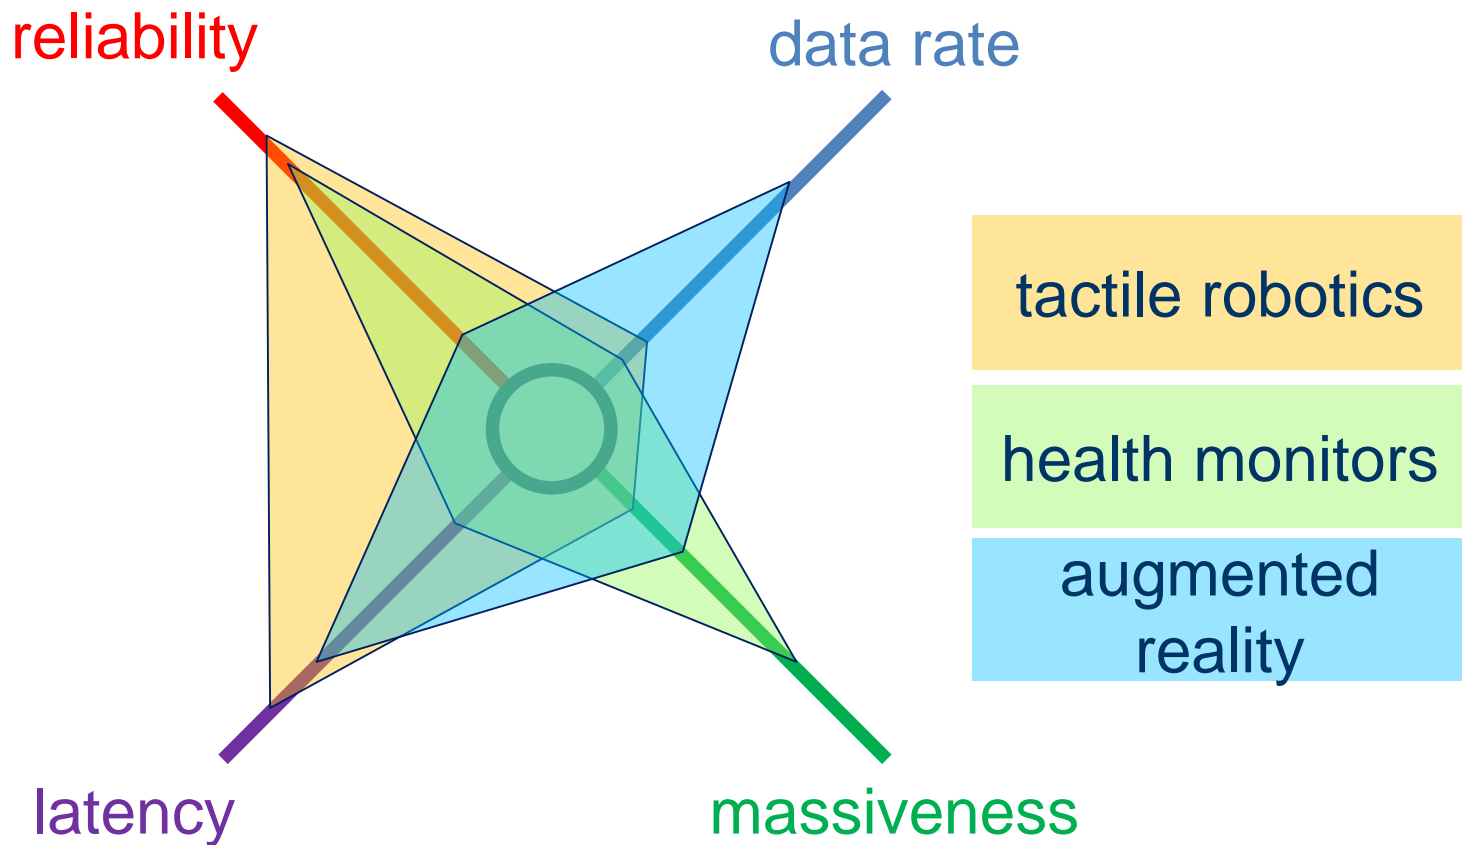 reliability
data rate
tactile robotics
health monitors
augmented
reality
latency
massiveness